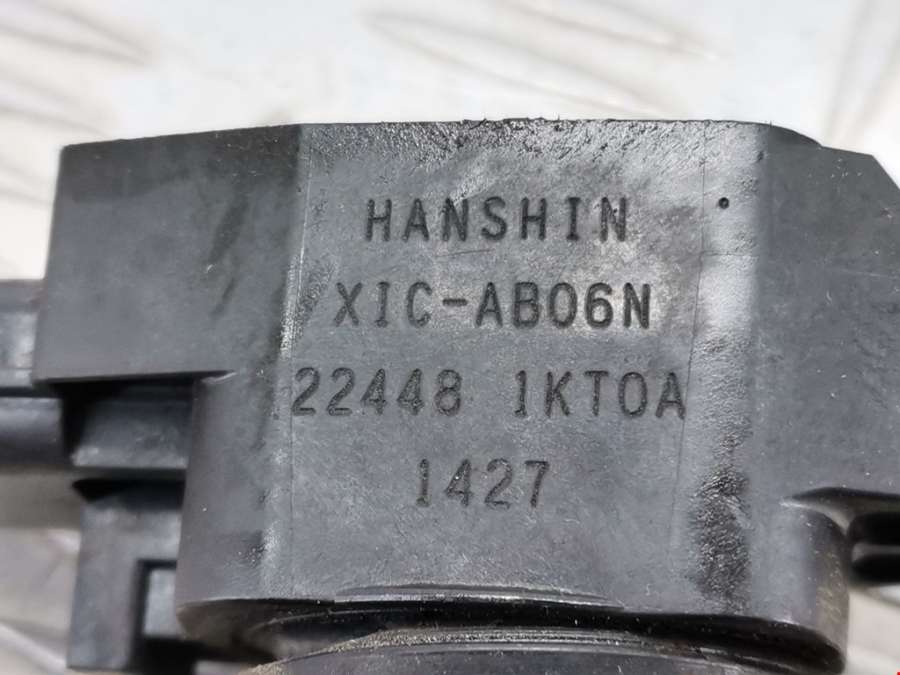 HANSHIN
XIC-AB06N
22448 1KT0A
1427